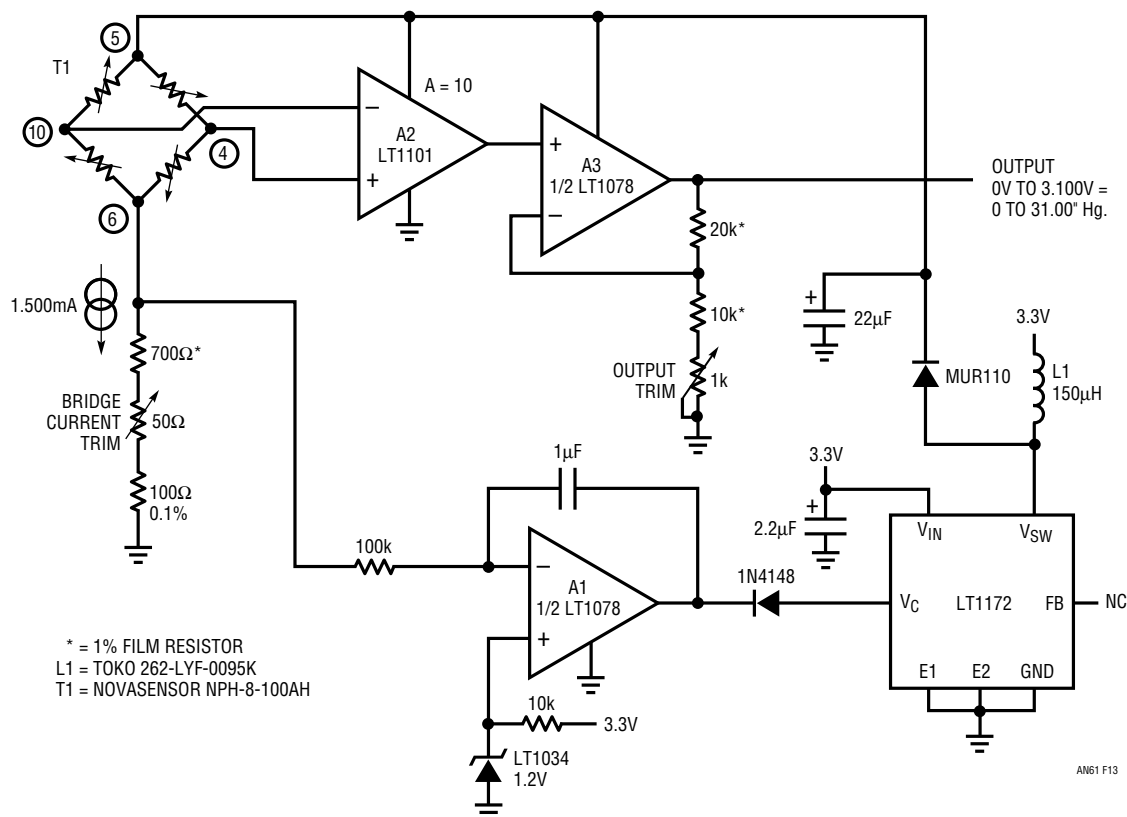 5
T1
10
4
6
A = 10
A2
LT1101
−
+
A3
1/2 LT1078
+
−
OUTPUT
0V TO 3.100V =
0 TO 31.00" Hg.
20k*
10k*
OUTPUT
TRIM
1k
+
22µF
MUR110
3.3V
L1
150µH
1.500mA
700Ω*
BRIDGE
CURRENT
TRIM
50Ω
100Ω
0.1%
1µF
100k
−
+
A1
1/2 LT1078
10k
3.3V
LT1034
1.2V
1N4148
3.3V
+
2.2µF
VIN
VSW
VC
LT1172
FB
NC
E1
E2
GND
* = 1% FILM RESISTOR
L1 = TOKO 262-LYF-0095K
T1 = NOVASENSOR NPH-8-100AH
AN61 F13